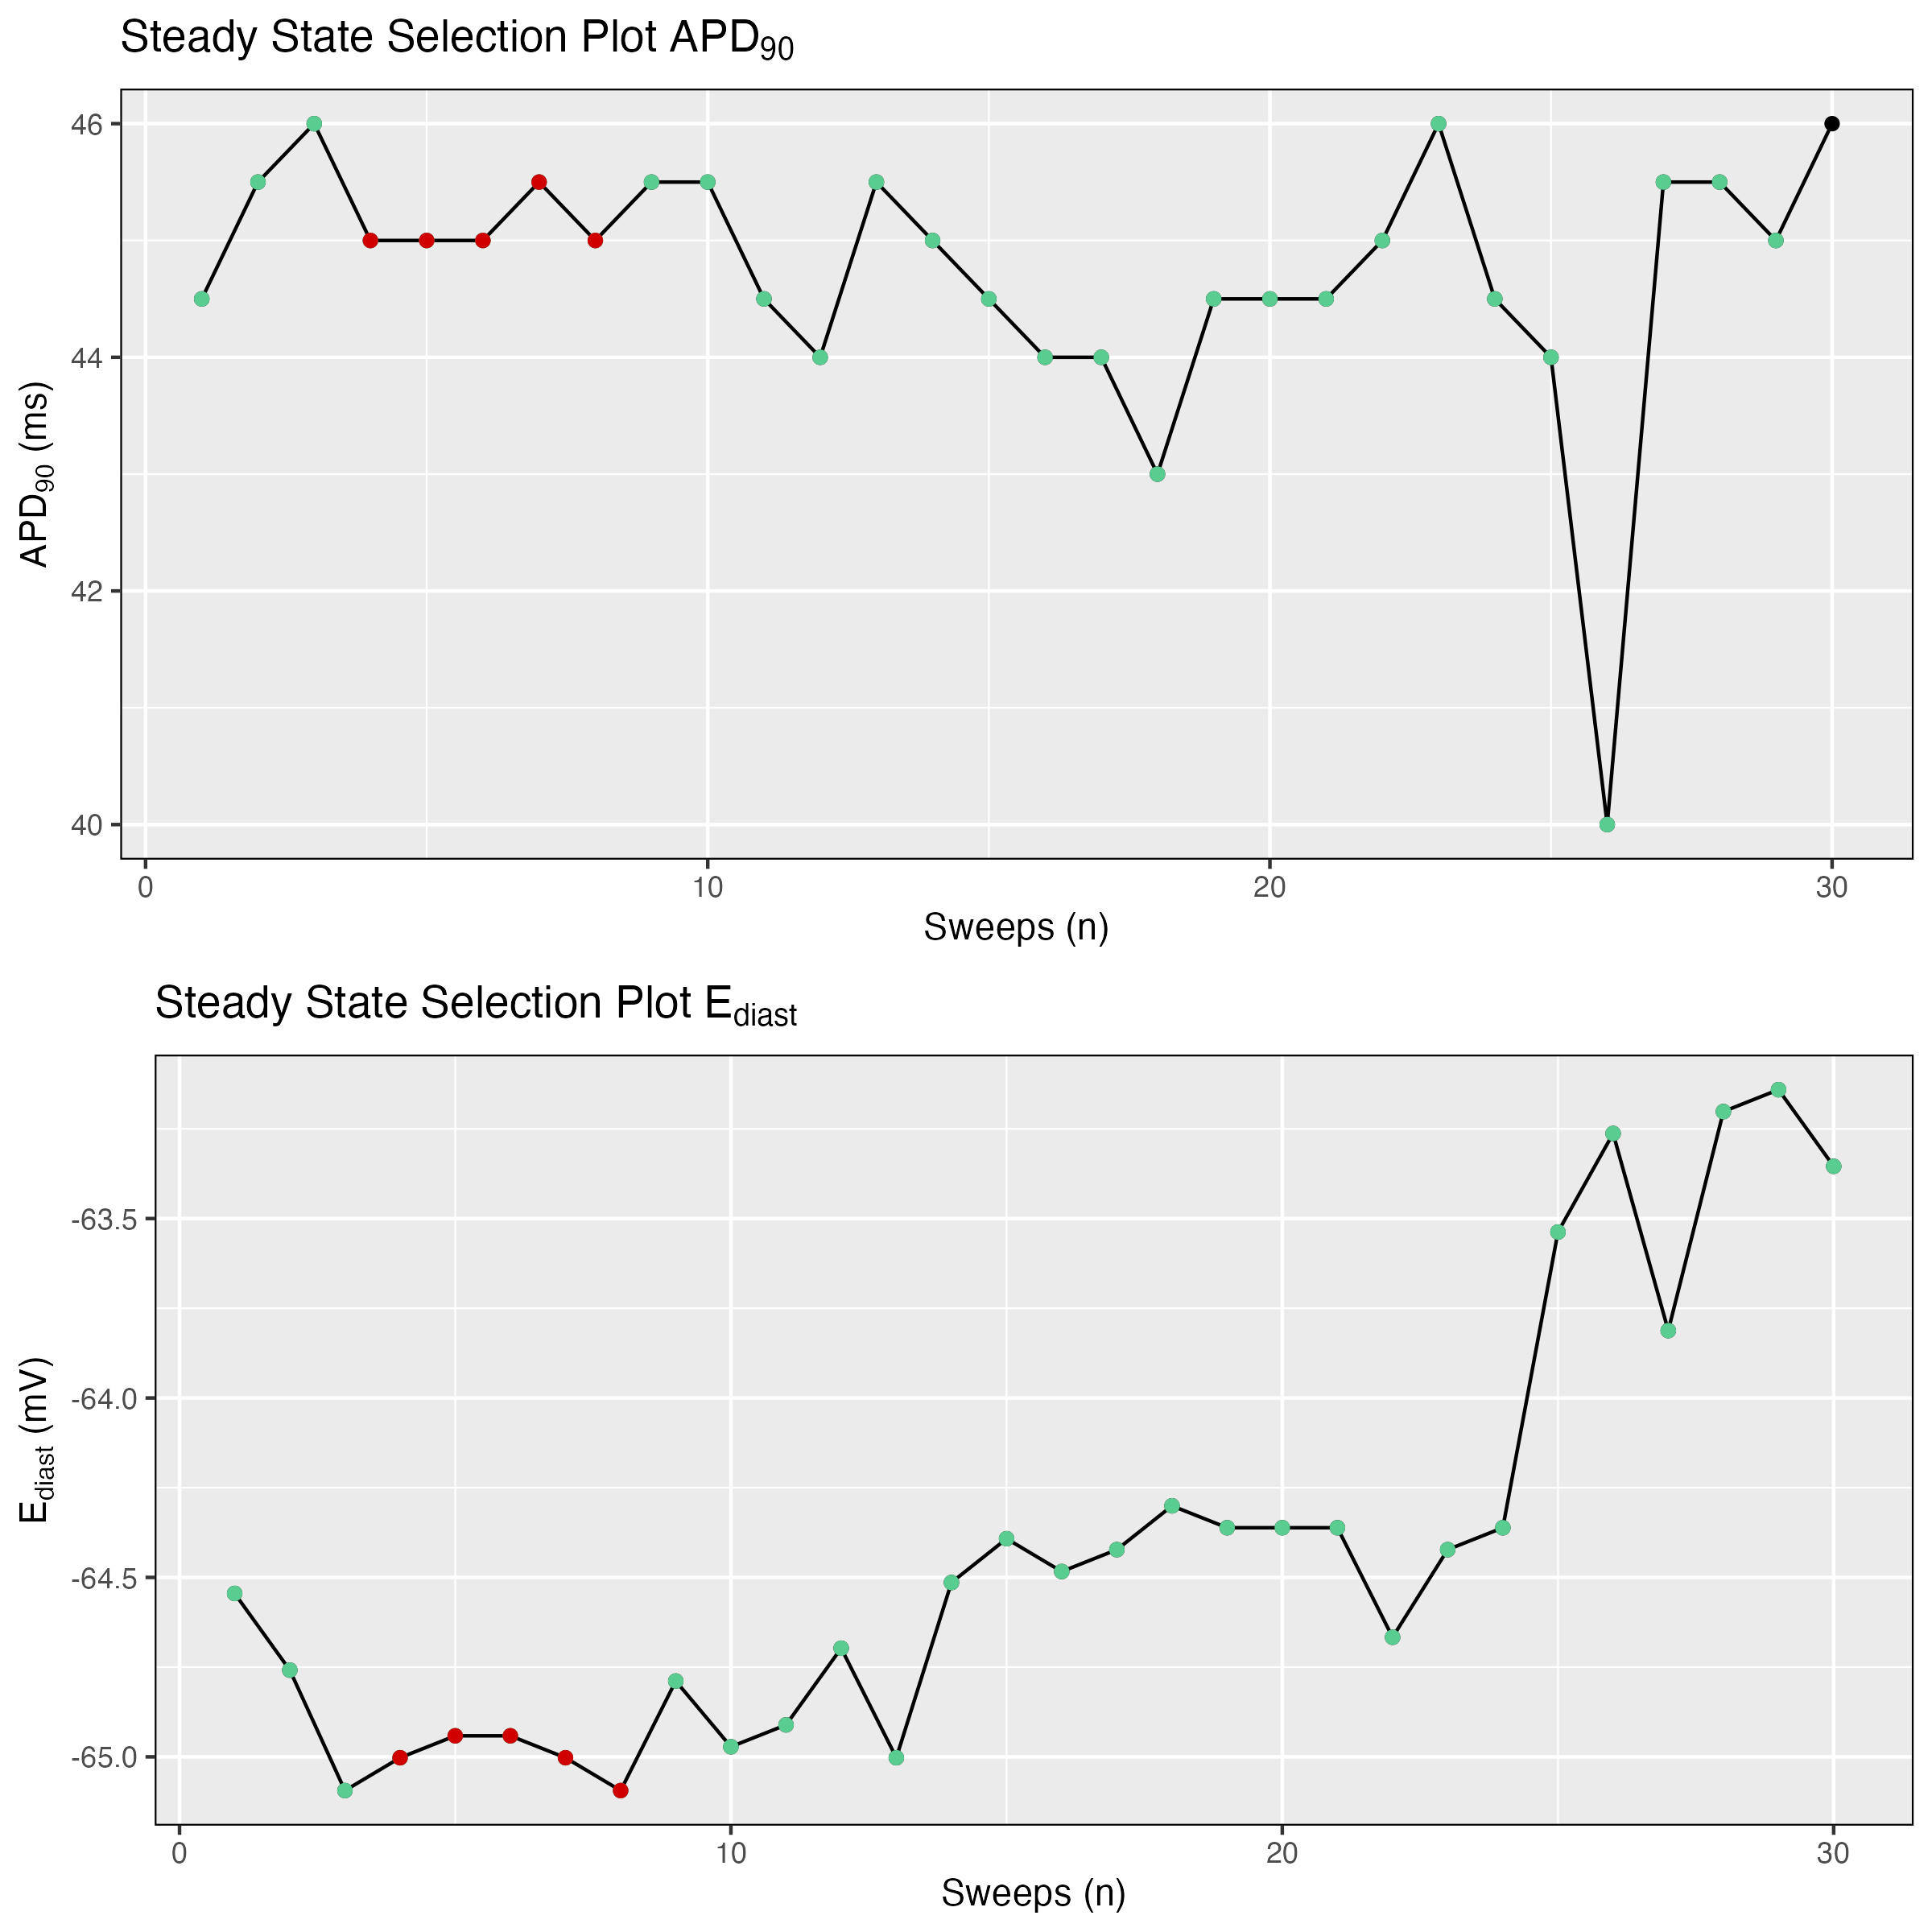 Steady State Selection Plot APD90
46
44
42
40
APD90 (ms)
0 10 20 30
Sweeps (n)
Steady State Selection Plot Ediast
-63.5
-64.0
-64.5
-65.0
Ediast (mV)
0 10 20 30
Sweeps (n)